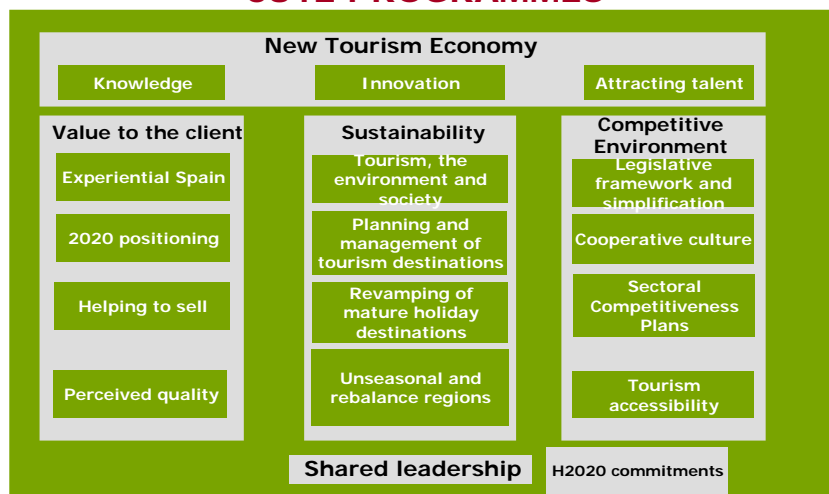 New Tourism Economy
Knowledge
Innovation
Attracting talent
Value to the client
Experiential Spain
2020 positioning
Helping to sell
Perceived quality
Sustainability
Tourism, the
environment and
society
Planning and
management of
tourism destinations
Revamping of
mature holiday
destinations
Unseasonal and
rebalance regions
Competitive
Environment
Legislative
framework and
simplification
Cooperative culture
Sectoral
Competitiveness
Plans
Tourism
accessibility
Shared leadership
H2020 commitments